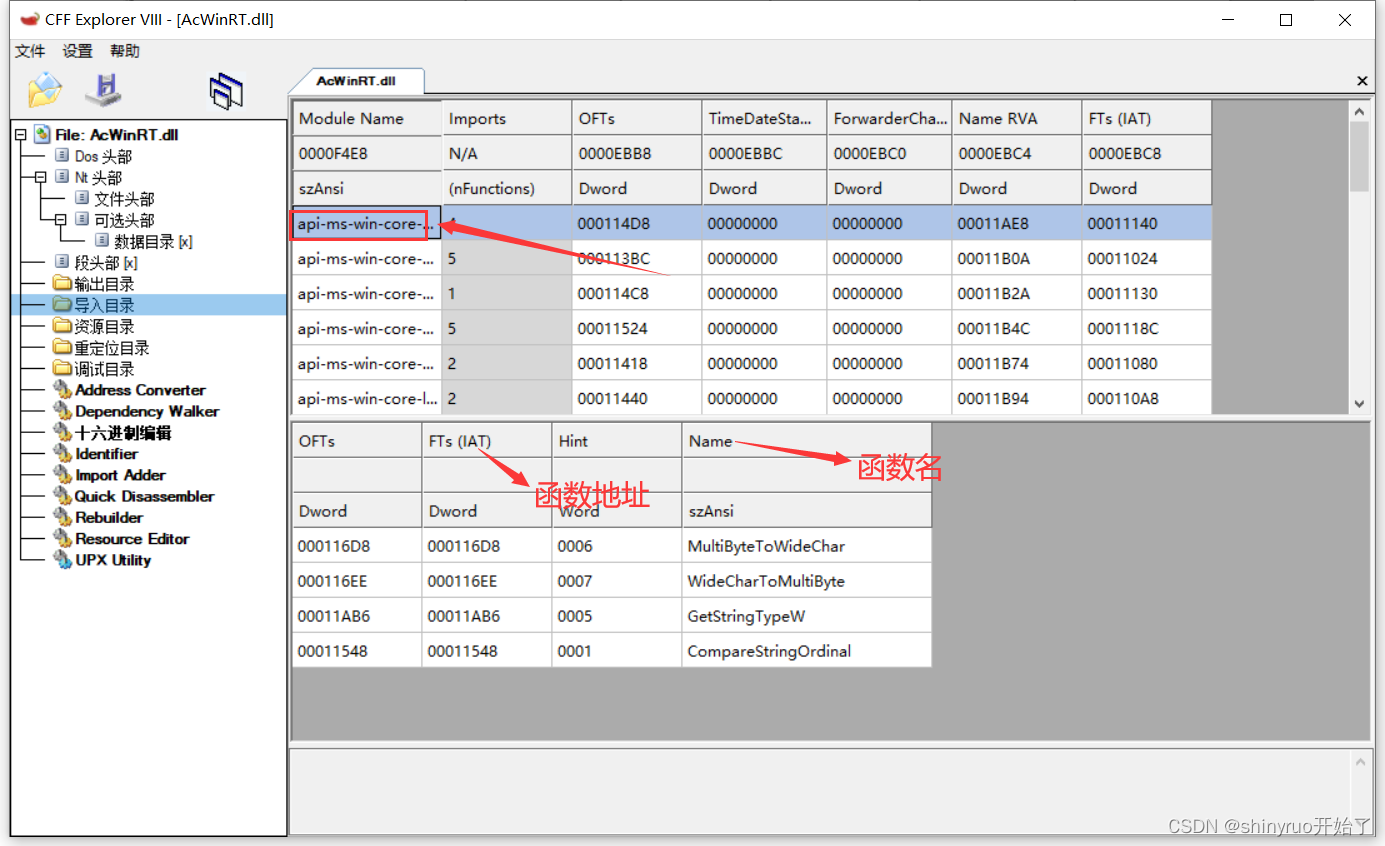 CFF Explorer VIII - [AcWinRT.dll]
文件 设置 帮助
AcWinRT.dll
File: AcWinRT.dll
Dos 头部
Nt 头部
文件头部
可选头部
数据目录 [x]
段头部 [x]
输出目录
导入目录
资源目录
重定位目录
调试目录
Address Converter
Dependency Walker
十六进制编辑
Identifier
Import Adder
Quick Disassembler
Rebuilder
Resource Editor
UPX Utility
Module Name Imports OFTs TimeDateSta... ForwarderCha... Name RVA FTs (IAT)
0000F4E8 N/A 0000EBB8 0000EBBC 0000EBC0 0000EBC4 0000EBC8
szAnsi (nFunctions) Dword Dword Dword Dword Dword
api-ms-win-core-... 4 000114D8 00000000 00000000 00011AE8 00011140
api-ms-win-core-... 5 000113BC 00000000 00000000 00011B0A 00011024
api-ms-win-core-... 1 000114C8 00000000 00000000 00011B2A 00011130
api-ms-win-core-... 5 00011524 00000000 00000000 00011B4C 0001118C
api-ms-win-core-... 2 00011418 00000000 00000000 00011B74 00011080
api-ms-win-core-l... 2 00011440 00000000 00000000 00011B94 000110A8
OFTs FTs (IAT) Hint Name
函数名
函数地址
Dword Dword Word szAnsi
000116D8 000116D8 0006 MultiByteToWideChar
000116EE 000116EE 0007 WideCharToMultiByte
00011AB6 00011AB6 0005 GetStringTypeW
00011548 00011548 0001 CompareStringOrdinal
CSDN @shinyruo开始了